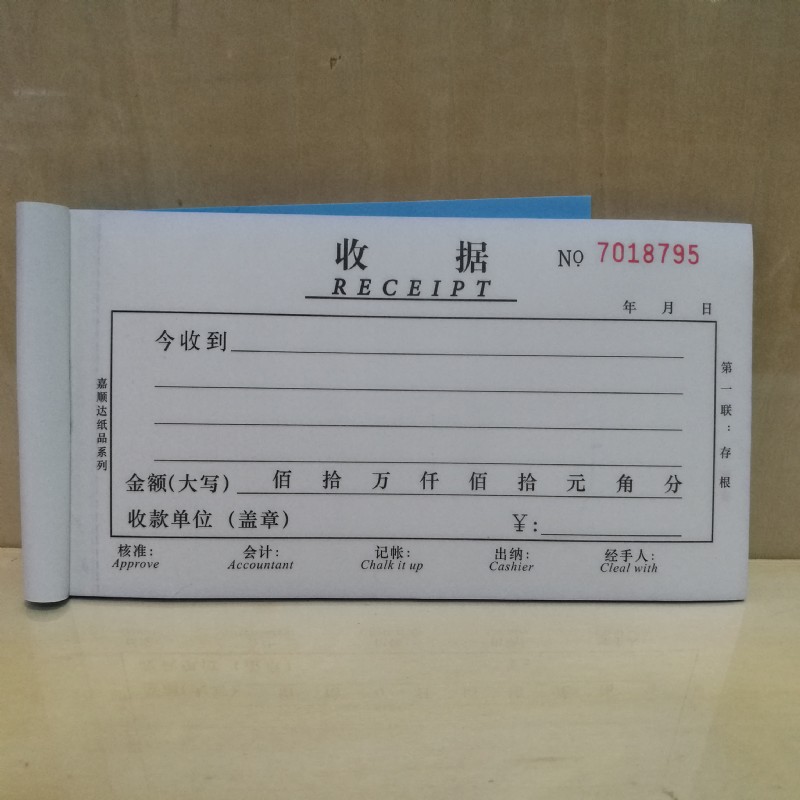 收 据
RECEIPT
No 7018795
年 月 日
今收到
金额(大写) 佰 拾 万 仟 佰 拾 元 角 分
收款单位 (盖章) ¥:
核准: 会计: 记帐: 出纳: 经手人:
Approve Accountant Chalk it up Cashier Cleal with
嘉顺达纸品系列
第一联:存根